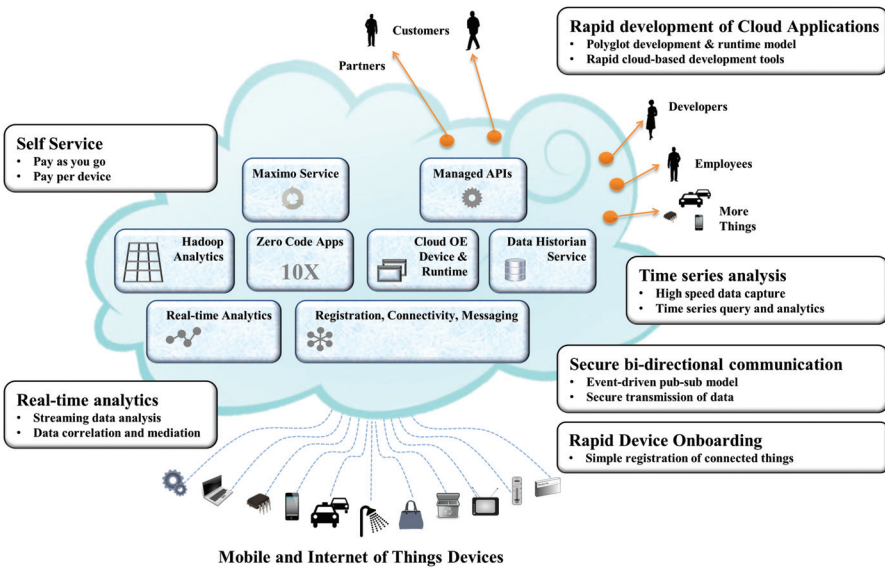 Customers
Partners
Rapid development of Cloud Applications
• Polyglot development & runtime model
• Rapid cloud-based development tools
Developers
Employees
More
Things
Self Service
• Pay as you go
• Pay per device
Maximo Service
Managed APIs
Hadoop
Analytics
Zero Code Apps
10X
Cloud OE
Device &
Runtime
Data Historian
Service
Real-time Analytics
Registration, Connectivity, Messaging
Time series analysis
• High speed data capture
• Time series query and analytics
Secure bi-directional communication
• Event-driven pub-sub model
• Secure transmission of data
Real-time analytics
• Streaming data analysis
• Data correlation and mediation
Rapid Device Onboarding
• Simple registration of connected things
Mobile and Internet of Things Devices